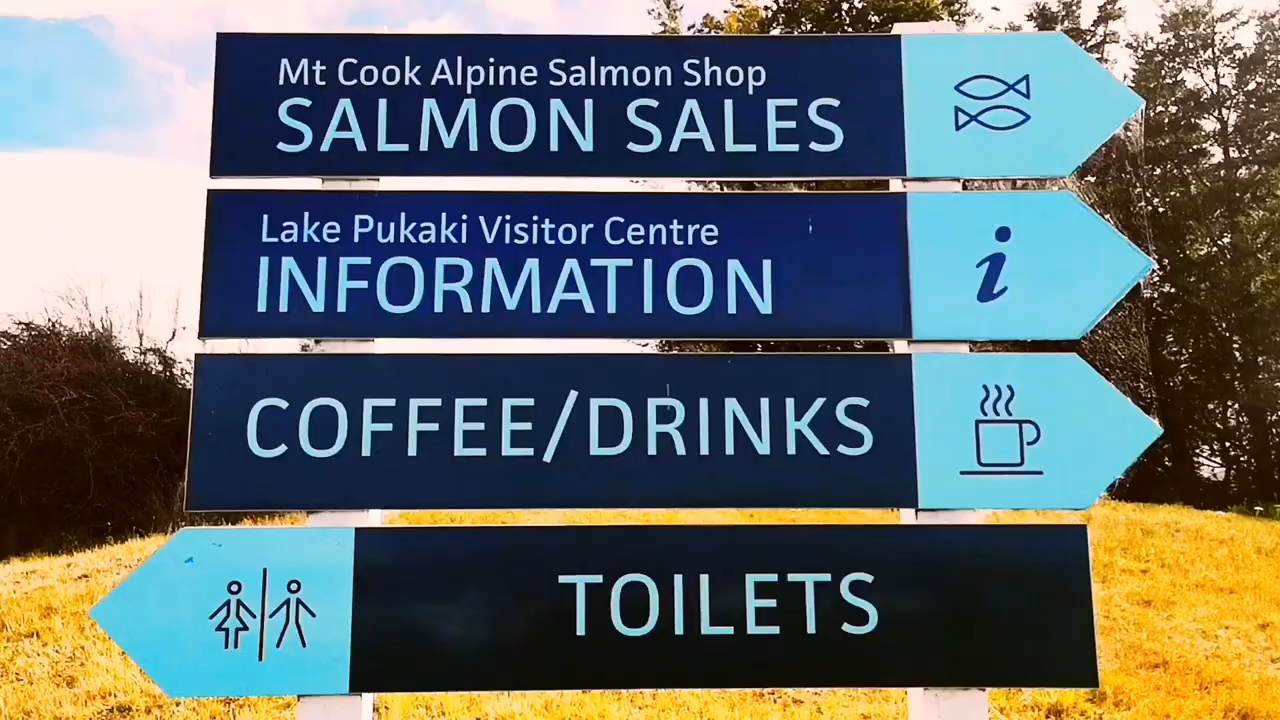 Mt Cook Alpine Salmon Shop
SALMON SALES
Lake Pukaki Visitor Centre
INFORMATION
i
COFFEE/DRINKS
TOILETS